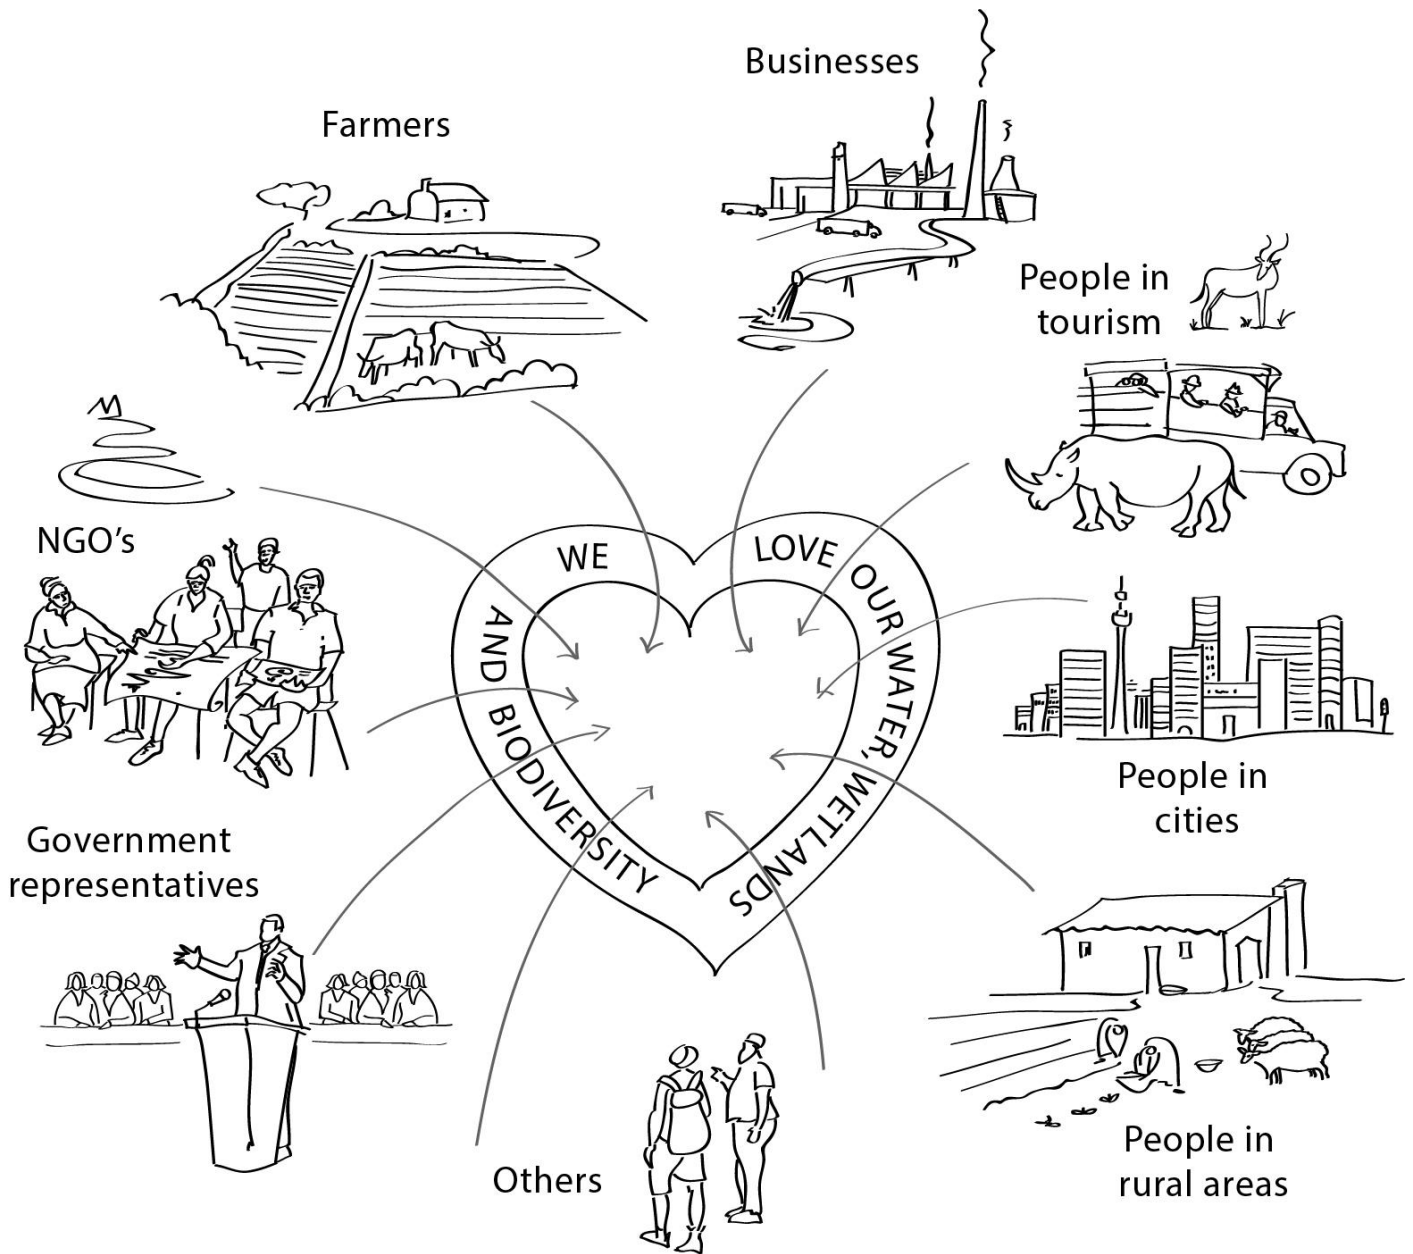 Businesses
Farmers
People in
tourism
NGO's
WE LOVE OUR WATER, WETLANDS
AND BIODIVERSITY
People in
cities
Government
representatives
People in
rural areas
Others